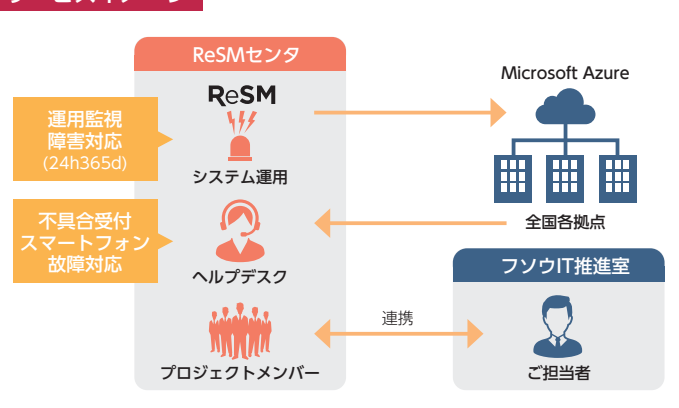 ReSMセンタ
ReSM
システム運用
ヘルプデスク
プロジェクトメンバー
運用監視
障害対応
(24h365d)
不具合受付
スマートフォン
故障対応
Microsoft Azure
全国各拠点
連携
フソウIT推進室
ご担当者